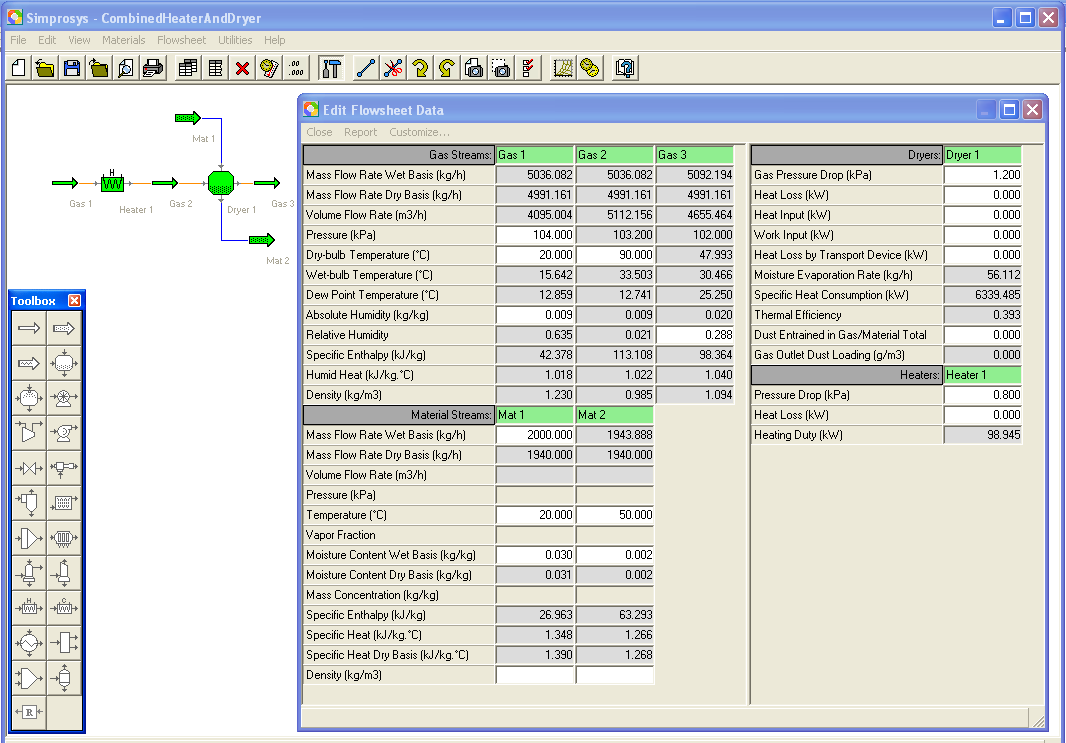 Simprosys - CombinedHeaterAndDryer
File Edit View Materials Flowsheet Utilities Help
.00
.000
Mat 1
H
Gas 1 Heater 1 Gas 2 Dryer 1 Gas 3
Mat 2
Toolbox
H C
R
Edit Flowsheet Data
Close Report Customize...
Gas Streams: Gas 1 Gas 2 Gas 3
Mass Flow Rate Wet Basis (kg/h) 5036.082 5036.082 5092.194
Mass Flow Rate Dry Basis (kg/h) 4991.161 4991.161 4991.161
Volume Flow Rate (m3/h) 4095.004 5112.156 4655.464
Pressure (kPa) 104.000 103.200 102.000
Dry-bulb Temperature (°C) 20.000 90.000 47.993
Wet-bulb Temperature (°C) 15.642 33.503 30.466
Dew Point Temperature (°C) 12.859 12.741 25.250
Absolute Humidity (kg/kg) 0.009 0.009 0.020
Relative Humidity 0.635 0.021 0.288
Specific Enthalpy (kJ/kg) 42.378 113.108 98.364
Humid Heat (kJ/kg.°C) 1.018 1.022 1.040
Density (kg/m3) 1.230 0.985 1.094
Material Streams: Mat 1 Mat 2
Mass Flow Rate Wet Basis (kg/h) 2000.000 1943.888
Mass Flow Rate Dry Basis (kg/h) 1940.000 1940.000
Volume Flow Rate (m3/h)
Pressure (kPa)
Temperature (°C) 20.000 50.000
Vapor Fraction
Moisture Content Wet Basis (kg/kg) 0.030 0.002
Moisture Content Dry Basis (kg/kg) 0.031 0.002
Mass Concentration (kg/kg)
Specific Enthalpy (kJ/kg) 26.963 63.293
Specific Heat (kJ/kg.°C) 1.348 1.266
Specific Heat Dry Basis (kJ/kg.°C) 1.390 1.268
Density (kg/m3)
Dryers: Dryer 1
Gas Pressure Drop (kPa) 1.200
Heat Loss (kW) 0.000
Heat Input (kW) 0.000
Work Input (kW) 0.000
Heat Loss by Transport Device (kW) 0.000
Moisture Evaporation Rate (kg/h) 56.112
Specific Heat Consumption (kW) 6339.485
Thermal Efficiency 0.393
Dust Entrained in Gas/Material Total 0.000
Gas Outlet Dust Loading (g/m3) 0.000
Heaters: Heater 1
Pressure Drop (kPa) 0.800
Heat Loss (kW) 0.000
Heating Duty (kW) 98.945